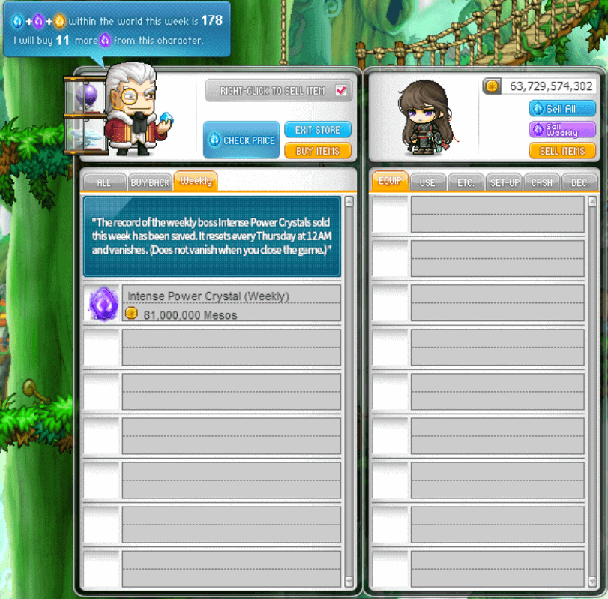 + + within the world this week is 178
I will buy 11 more from this character.
RIGHT-CLICK TO SELL ITEM
CHECK PRICE
EXIT STORE
BUY ITEMS
63,729,574,302
Sell All
Sell Weekly
SELL ITEMS
ALL
BUYBACK
Weekly
EQUIP
USE
ETC.
SET-UP
CASH
DEC
"The record of the weekly boss Intense Power Crystals sold
this week has been saved. It resets every Thursday at 12AM
and vanishes. (Does not vanish when you close the game.)"
Intense Power Crystal (Weekly)
81,000,000 Mesos